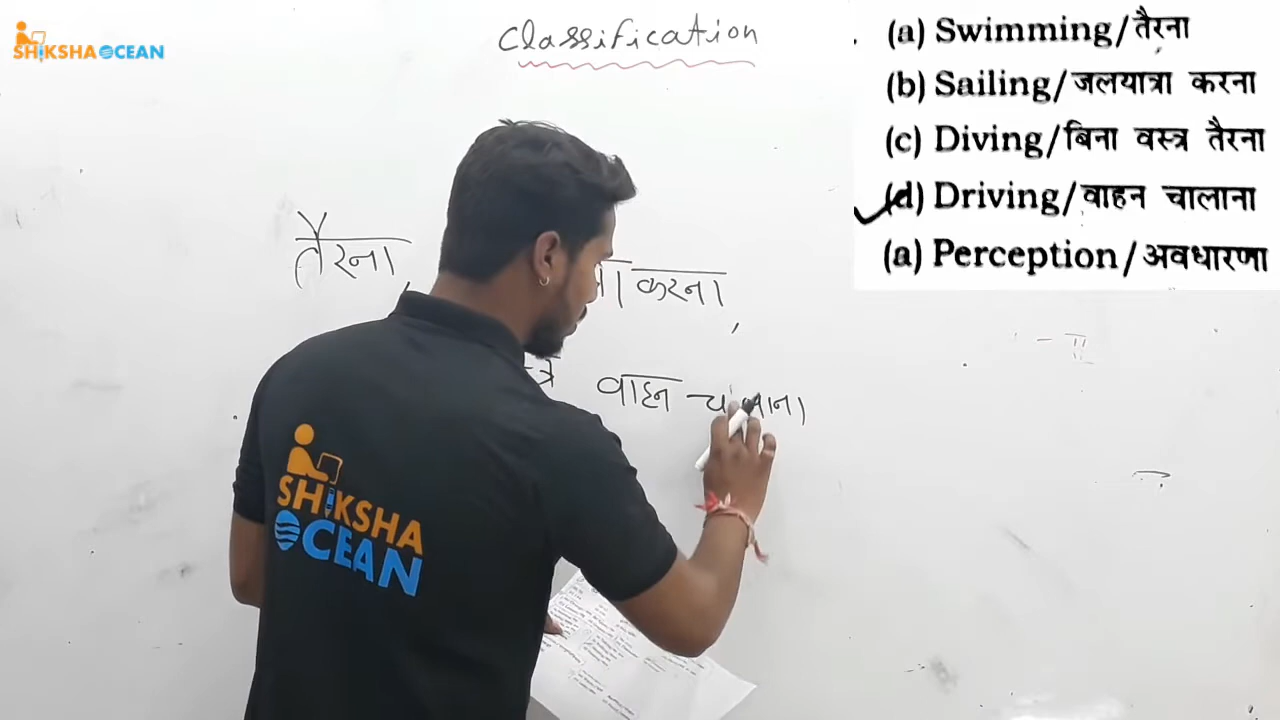 SHIKSHA OCEAN
Classification
(a) Swimming/तैरना
(b) Sailing/जलयात्रा करना
(c) Diving/बिना वस्त्र तैरना
(d) Driving/वाहन चालाना
(a) Perception/अवधारणा
तैरना,
करना,
वाहन चालाना
SHIKSHA
OCEAN